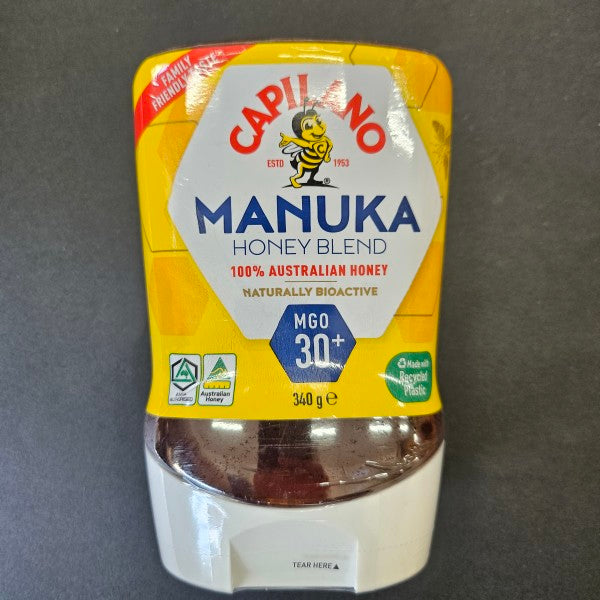 FAMILY
FRIENDLY TASTE
CAPILANO
ESTD 1953
C
®
MANUKA
HONEY BLEND
100% AUSTRALIAN HONEY
NATURALLY BIOACTIVE
MGO
30+
Made with
Recycled
Plastic
Australian
Honey
340 g e
TEAR HERE ▲